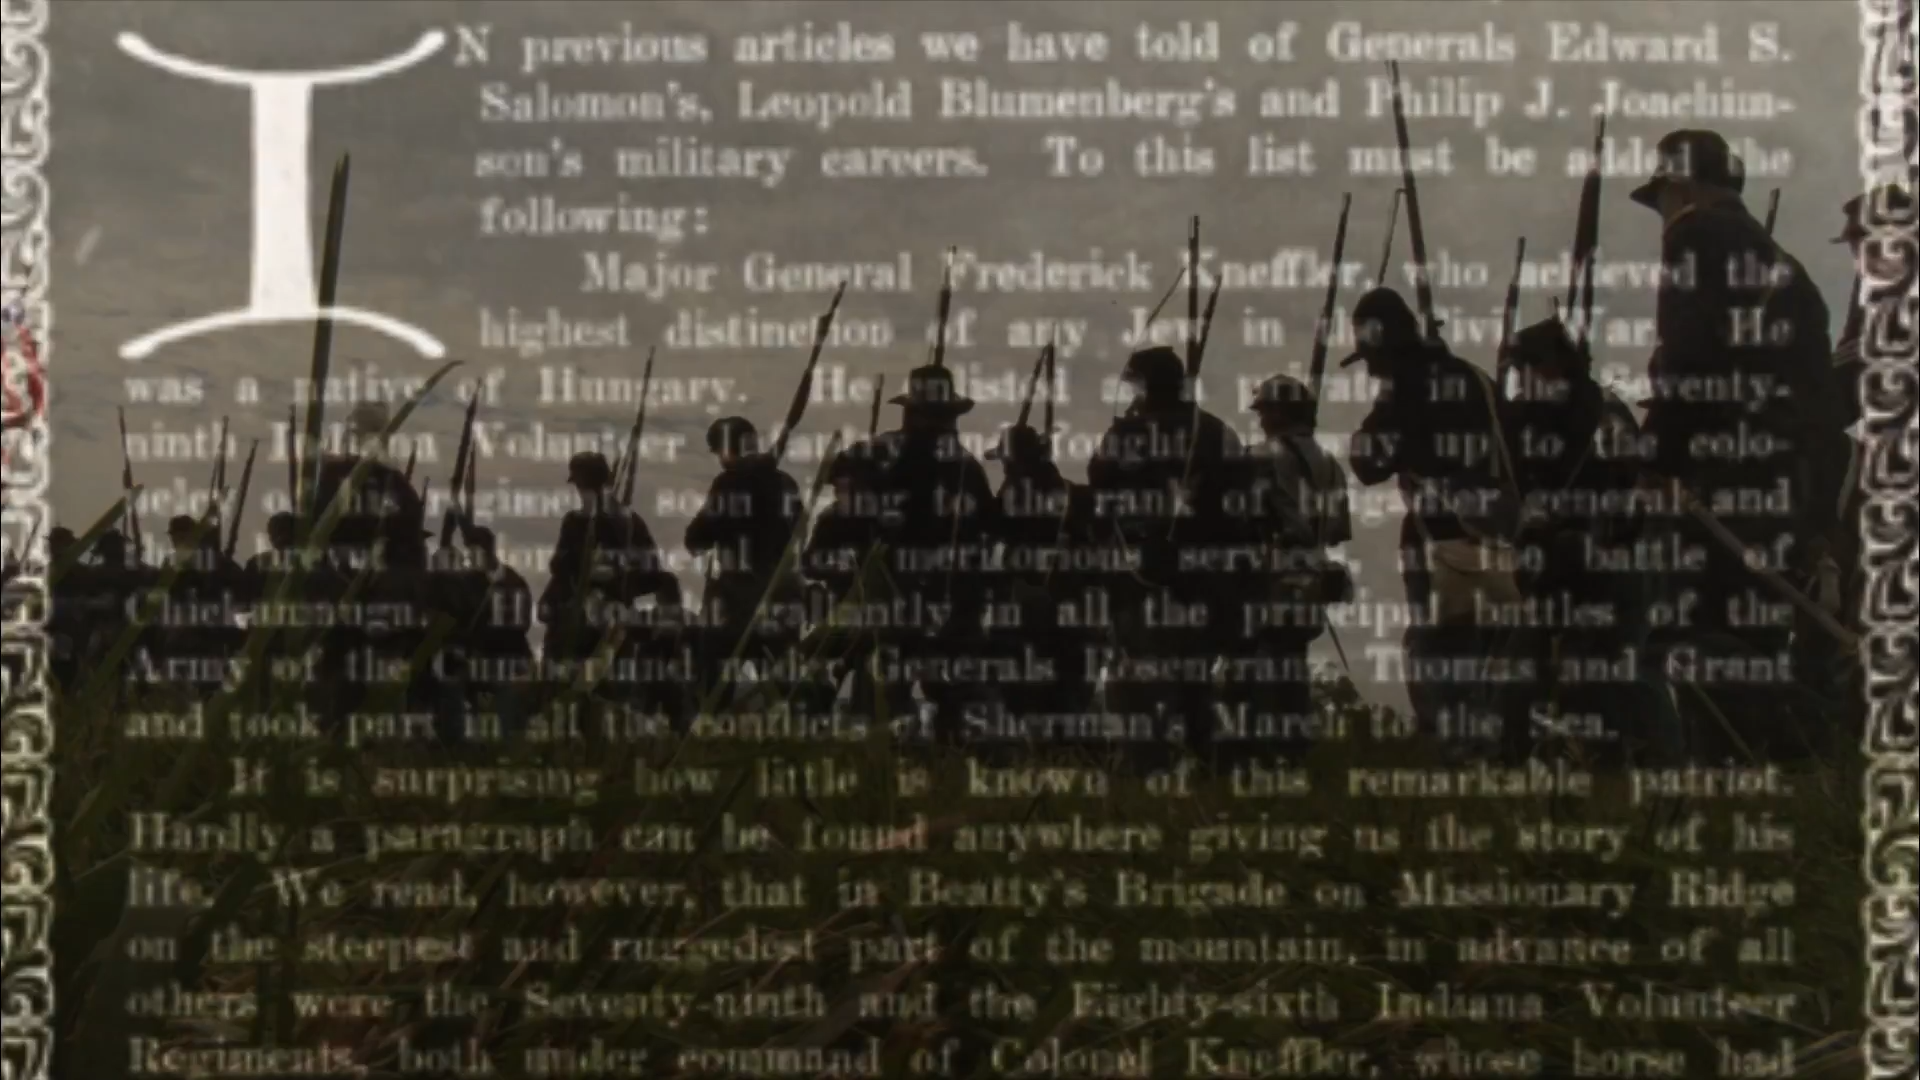 IN previous articles we have told of Generals Edward S.
Salomon's, Leopold Blumenberg's and Philip J. Joachim-
son's military careers. To this list must be added the
following:
Major General Frederick Kneffler, who achieved the
highest distinction of any Jew in the Civil War. He
was a native of Hungary. He enlisted as a private in the Seventy-
ninth Indiana Volunteer Infantry and fought his way up to the colo-
nelcy of his regiment, soon rising to the rank of brigadier general and
then brevet major general for meritorious services at the battle of
Chickamauga. He fought gallantly in all the principal battles of the
Army of the Cumberland under Generals Rosencranz, Thomas and Grant
and took part in all the conflicts of Sherman's March to the Sea.
It is surprising how little is known of this remarkable patriot.
Hardly a paragraph can be found anywhere giving us the story of his
life. We read, however, that in Beatty's Brigade on Missionary Ridge
on the steepest and ruggedest part of the mountain, in advance of all
others were the Seventy-ninth and the Eighty-sixth Indiana Volunteer
Regiments, both under command of Colonel Kneffler, whose horse had